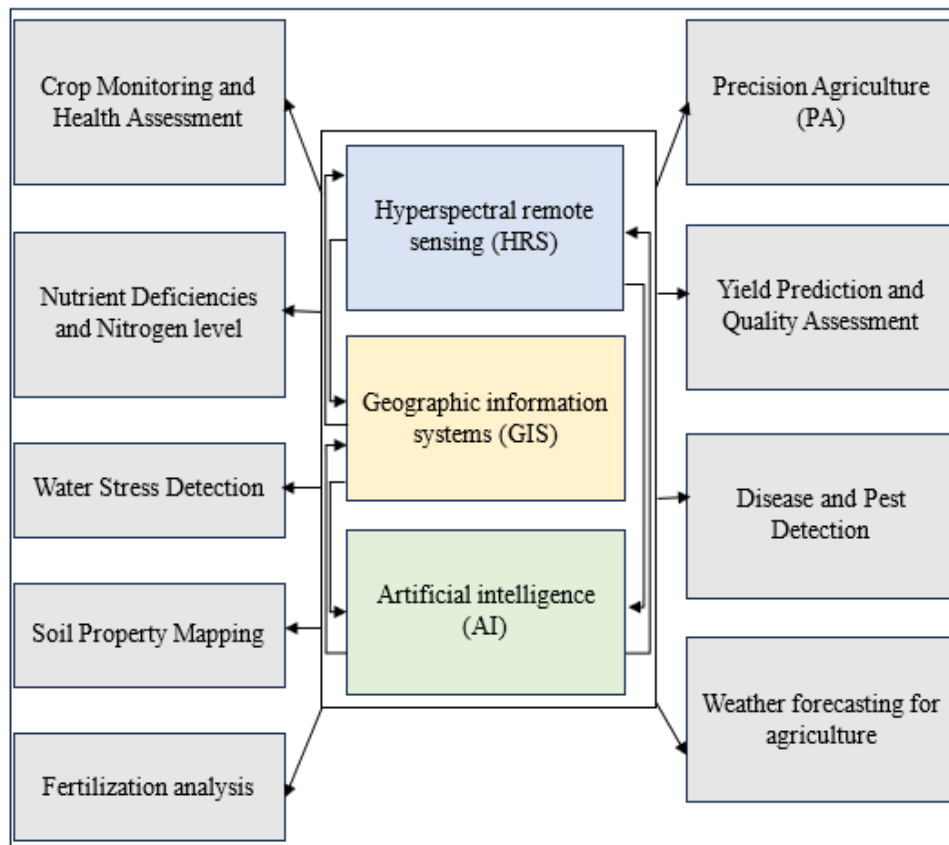 Crop Monitoring and
Health Assessment
Nutrient Deficiencies
and Nitrogen level
Water Stress Detection
Soil Property Mapping
Fertilization analysis
Hyperspectral remote
sensing (HRS)
Geographic information
systems (GIS)
Artificial intelligence
(AI)
Precision Agriculture
(PA)
Yield Prediction and
Quality Assessment
Disease and Pest
Detection
Weather forecasting for
agriculture